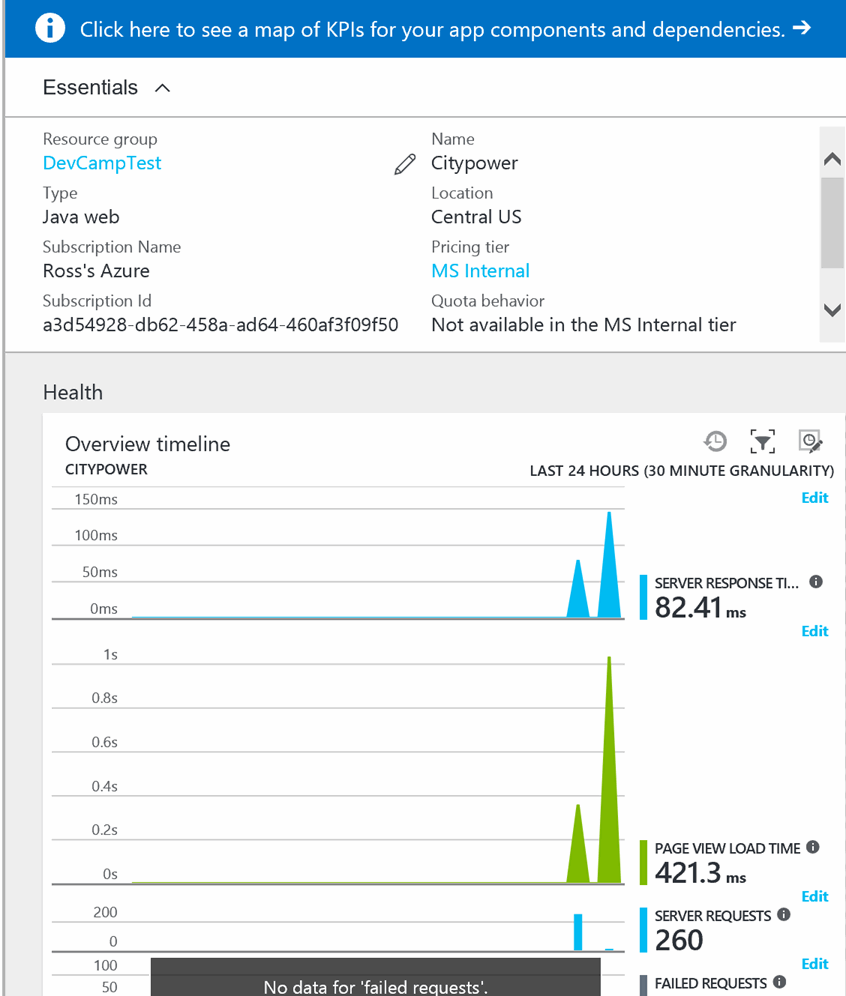 Click here to see a map of KPIs for your app components and dependencies. →
Essentials
Resource group
DevCampTest
Name
Citypower
Type
Java web
Location
Central US
Subscription Name
Ross's Azure
Pricing tier
MS Internal
Subscription Id
a3d54928-db62-458a-ad64-460af3f09f50
Quota behavior
Not available in the MS Internal tier
Health
Overview timeline
CITYPOWER
LAST 24 HOURS (30 MINUTE GRANULARITY)
Edit
150ms
100ms
50ms
0ms
SERVER RESPONSE TI...
82.41 ms
Edit
1s
0.8s
0.6s
0.4s
0.2s
0s
PAGE VIEW LOAD TIME
421.3 ms
Edit
200
0
SERVER REQUESTS
260
Edit
100
50
No data for 'failed requests'.
FAILED REQUESTS